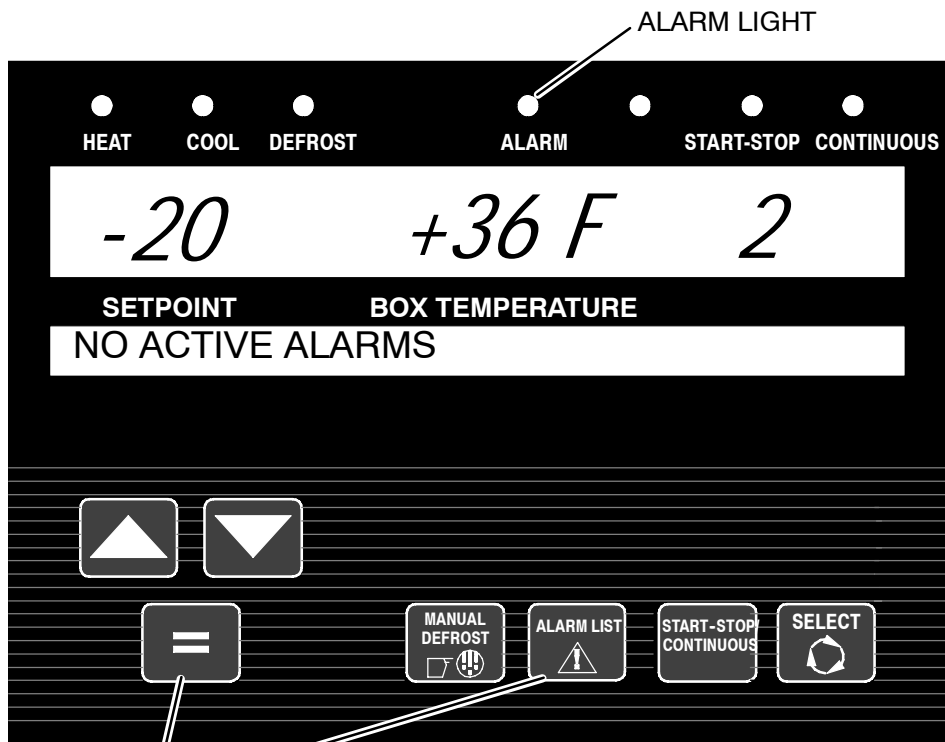 ALARM LIGHT
HEAT COOL DEFROST ALARM START-STOP CONTINUOUS
-20 +36 F 2
SETPOINT BOX TEMPERATURE
NO ACTIVE ALARMS
=
MANUAL DEFROST
ALARM LIST
START-STOP/
CONTINUOUS
SELECT